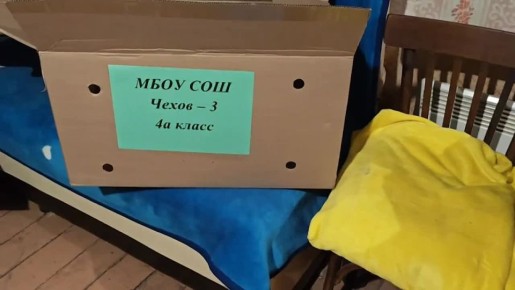 МБОУ СОШ
Чехов – 3
4а класс